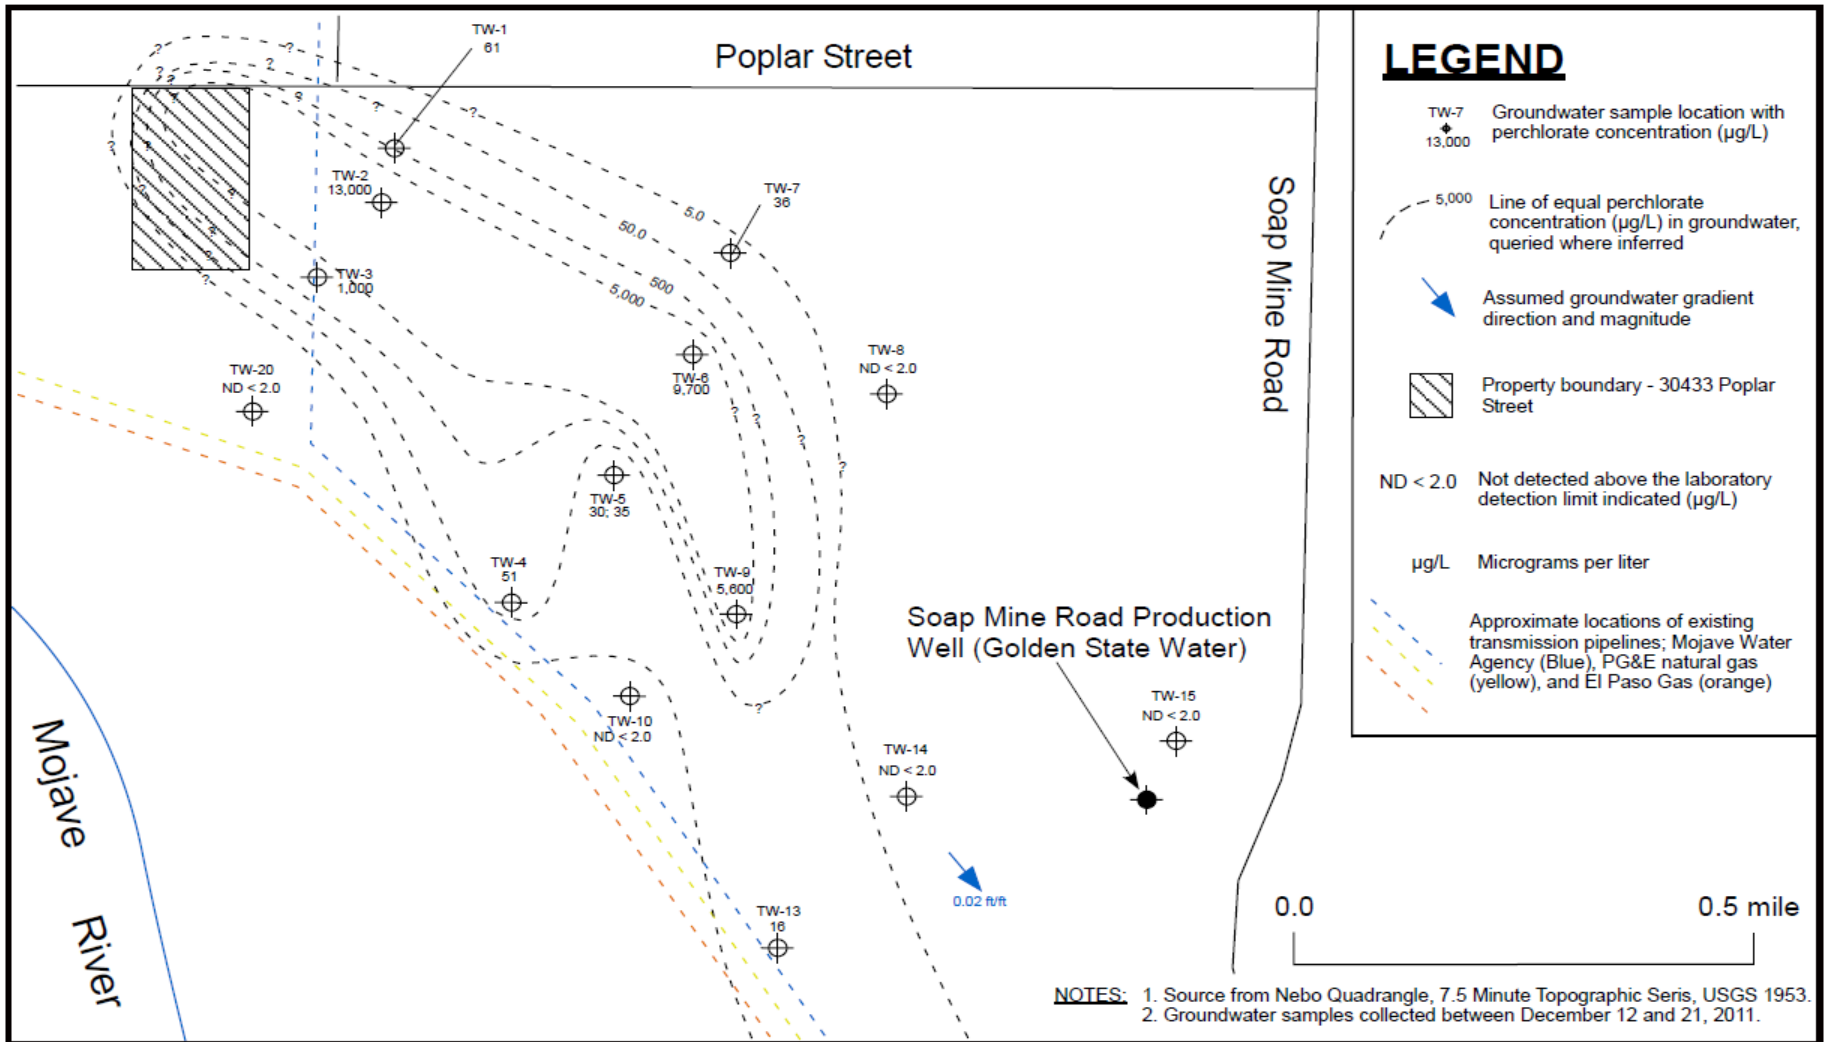 Poplar Street
TW-1
61
TW-2
13,000
TW-3
1,000
TW-7
36
5.0
50.0
500
5,000
TW-20
ND < 2.0
TW-6
9,700
TW-8
ND < 2.0
TW-5
30; 35
TW-4
51
TW-9
5,600
Soap Mine Road
Soap Mine Road Production
Well (Golden State Water)
TW-10
ND < 2.0
TW-15
ND < 2.0
TW-14
ND < 2.0
TW-13
16
0.02 ft/ft
Mojave
River
LEGEND
TW-7
13,000
Groundwater sample location with
perchlorate concentration (µg/L)
5,000
Line of equal perchlorate
concentration (µg/L) in groundwater,
queried where inferred
Assumed groundwater gradient
direction and magnitude
Property boundary - 30433 Poplar
Street
ND < 2.0
Not detected above the laboratory
detection limit indicated (µg/L)
µg/L
Micrograms per liter
Approximate locations of existing
transmission pipelines; Mojave Water
Agency (Blue), PG&E natural gas
(yellow), and El Paso Gas (orange)
0.0
0.5 mile
NOTES: 1. Source from Nebo Quadrangle, 7.5 Minute Topographic Seris, USGS 1953.
2. Groundwater samples collected between December 12 and 21, 2011.